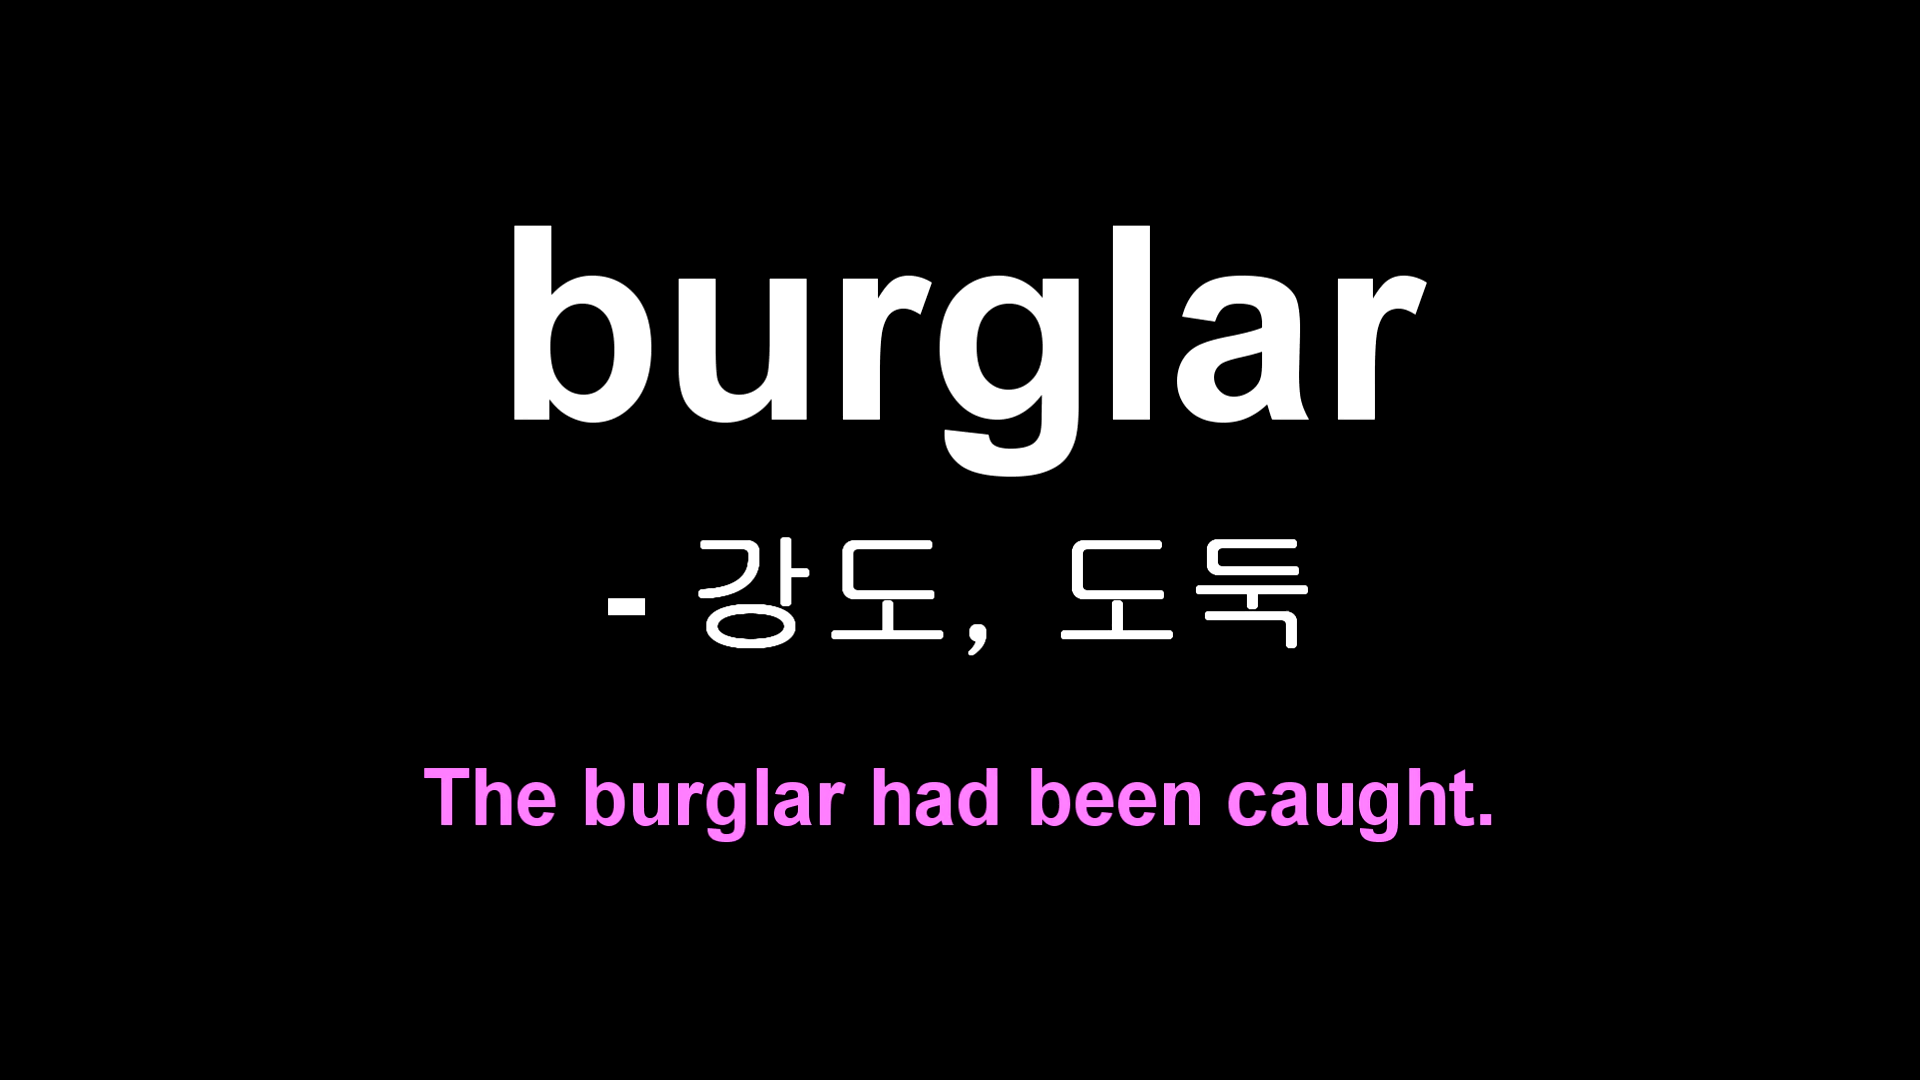 burglar
- 강도, 도둑
The burglar had been caught.